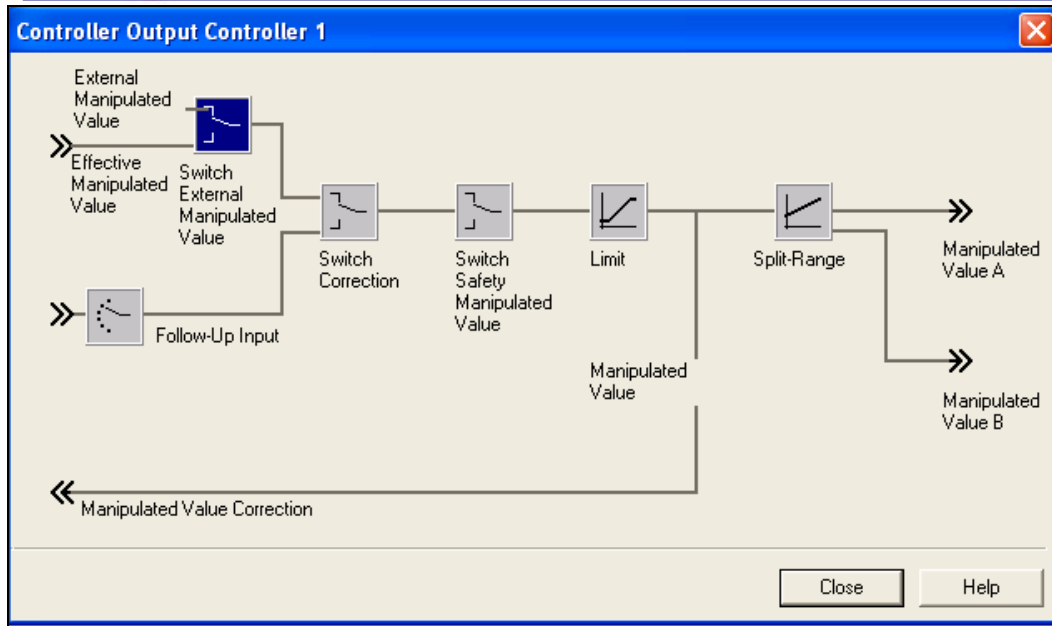 Controller Output Controller 1
External
Manipulated
Value
Effective
Manipulated
Value
Switch
External
Manipulated
Value
Switch
Correction
Switch
Safety
Manipulated
Value
Limit
Split-Range
Manipulated
Value A
Follow-Up Input
Manipulated
Value
Manipulated
Value B
Manipulated Value Correction
Close
Help